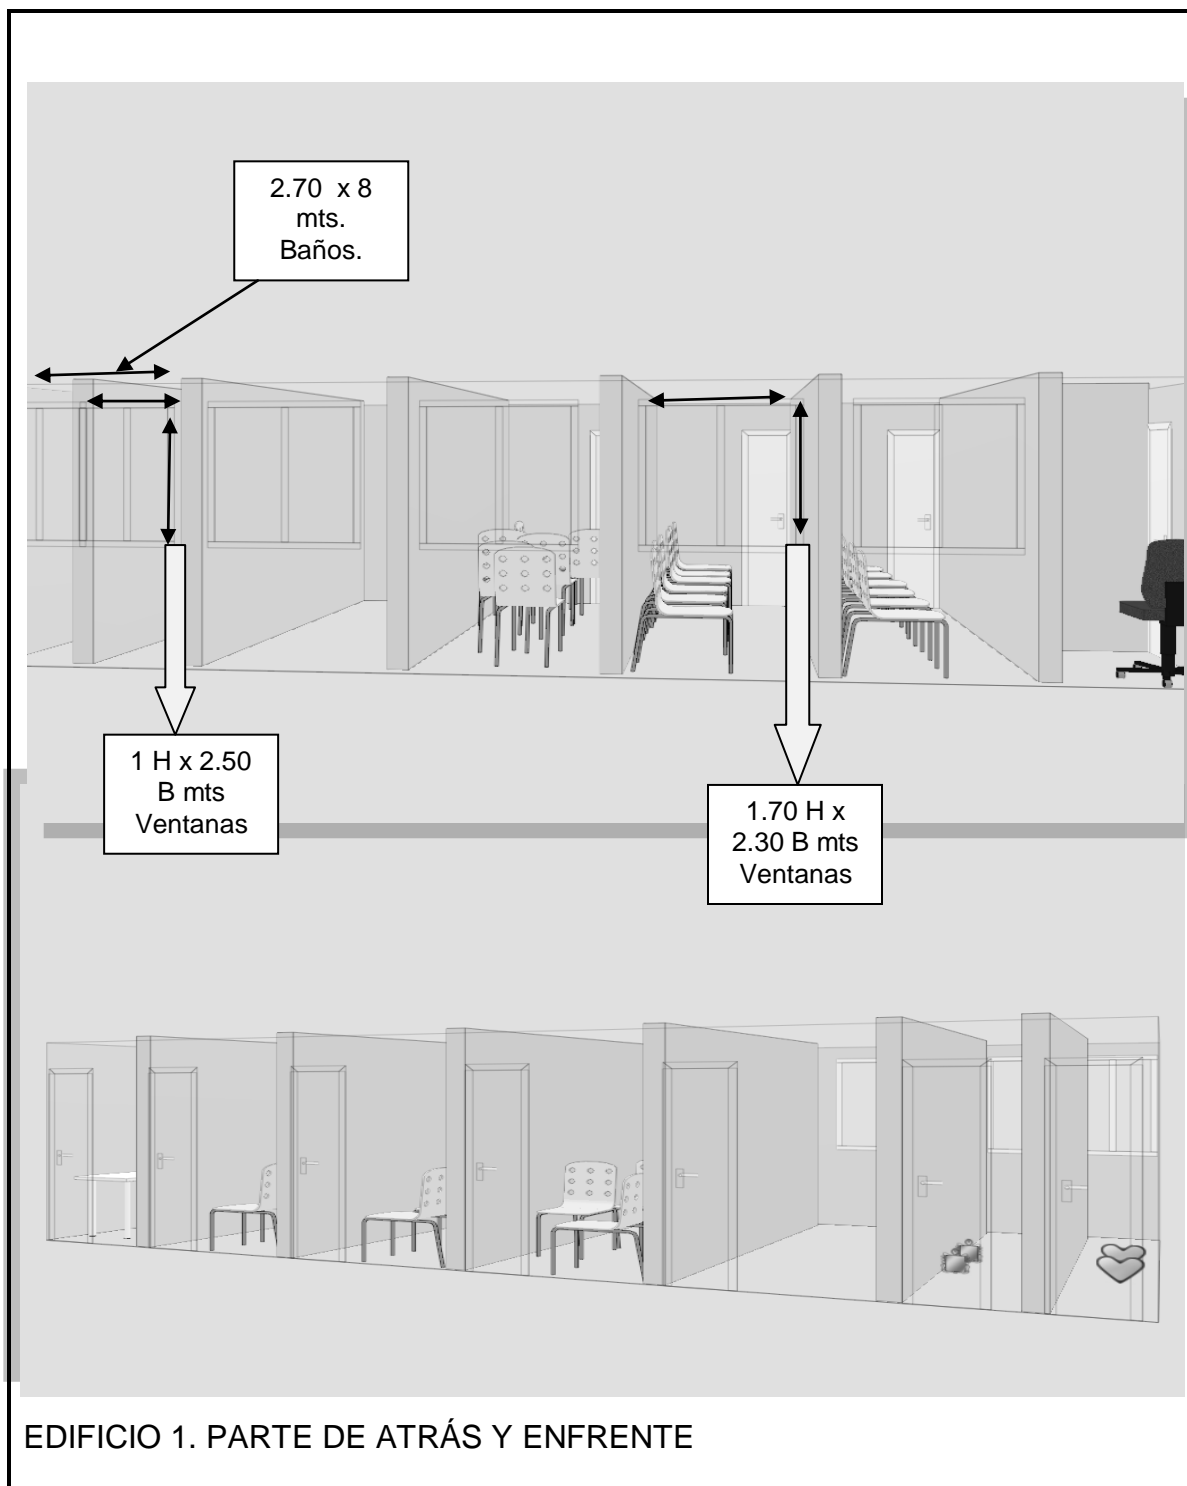 2.70 x 8
mts.
Baños.
1 H x 2.50
B mts
Ventanas
1.70 H x
2.30 B mts
Ventanas
EDIFICIO 1. PARTE DE ATRÁS Y ENFRENTE